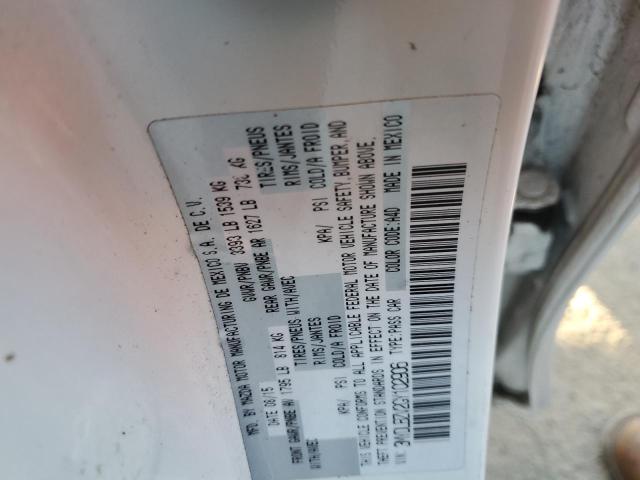 MFD. BY MAZDA MOTOR MANUFACTURING DE MEXICO S.A. DE C.V.
DATE 08/15 GVWR/PNBV 3393 LB 1539 KG
FRONT GAWR/PNBE AV 1795 LB 814 KG REAR GAWR/PNBE AR 1627 LB KG
WITH/AVEC TIRES/PNEUS WITH/AVEC TIRES/PNEUS
RIMS/JANTES RIMS/JANTES
KPA/ PSI COLD/A FROID KPA/ PSI COLD/A FROID
THIS VEHICLE CONFORMS TO ALL APPLICABLE FEDERAL MOTOR VEHICLE SAFETY, BUMPER, AND
THEFT PREVENTION STANDARDS IN EFFECT ON THE DATE OF MANUFACTURE SHOWN ABOVE.
VIN: TYPE:PASS CAR COLOR CODE:A4D MADE IN MEXICO